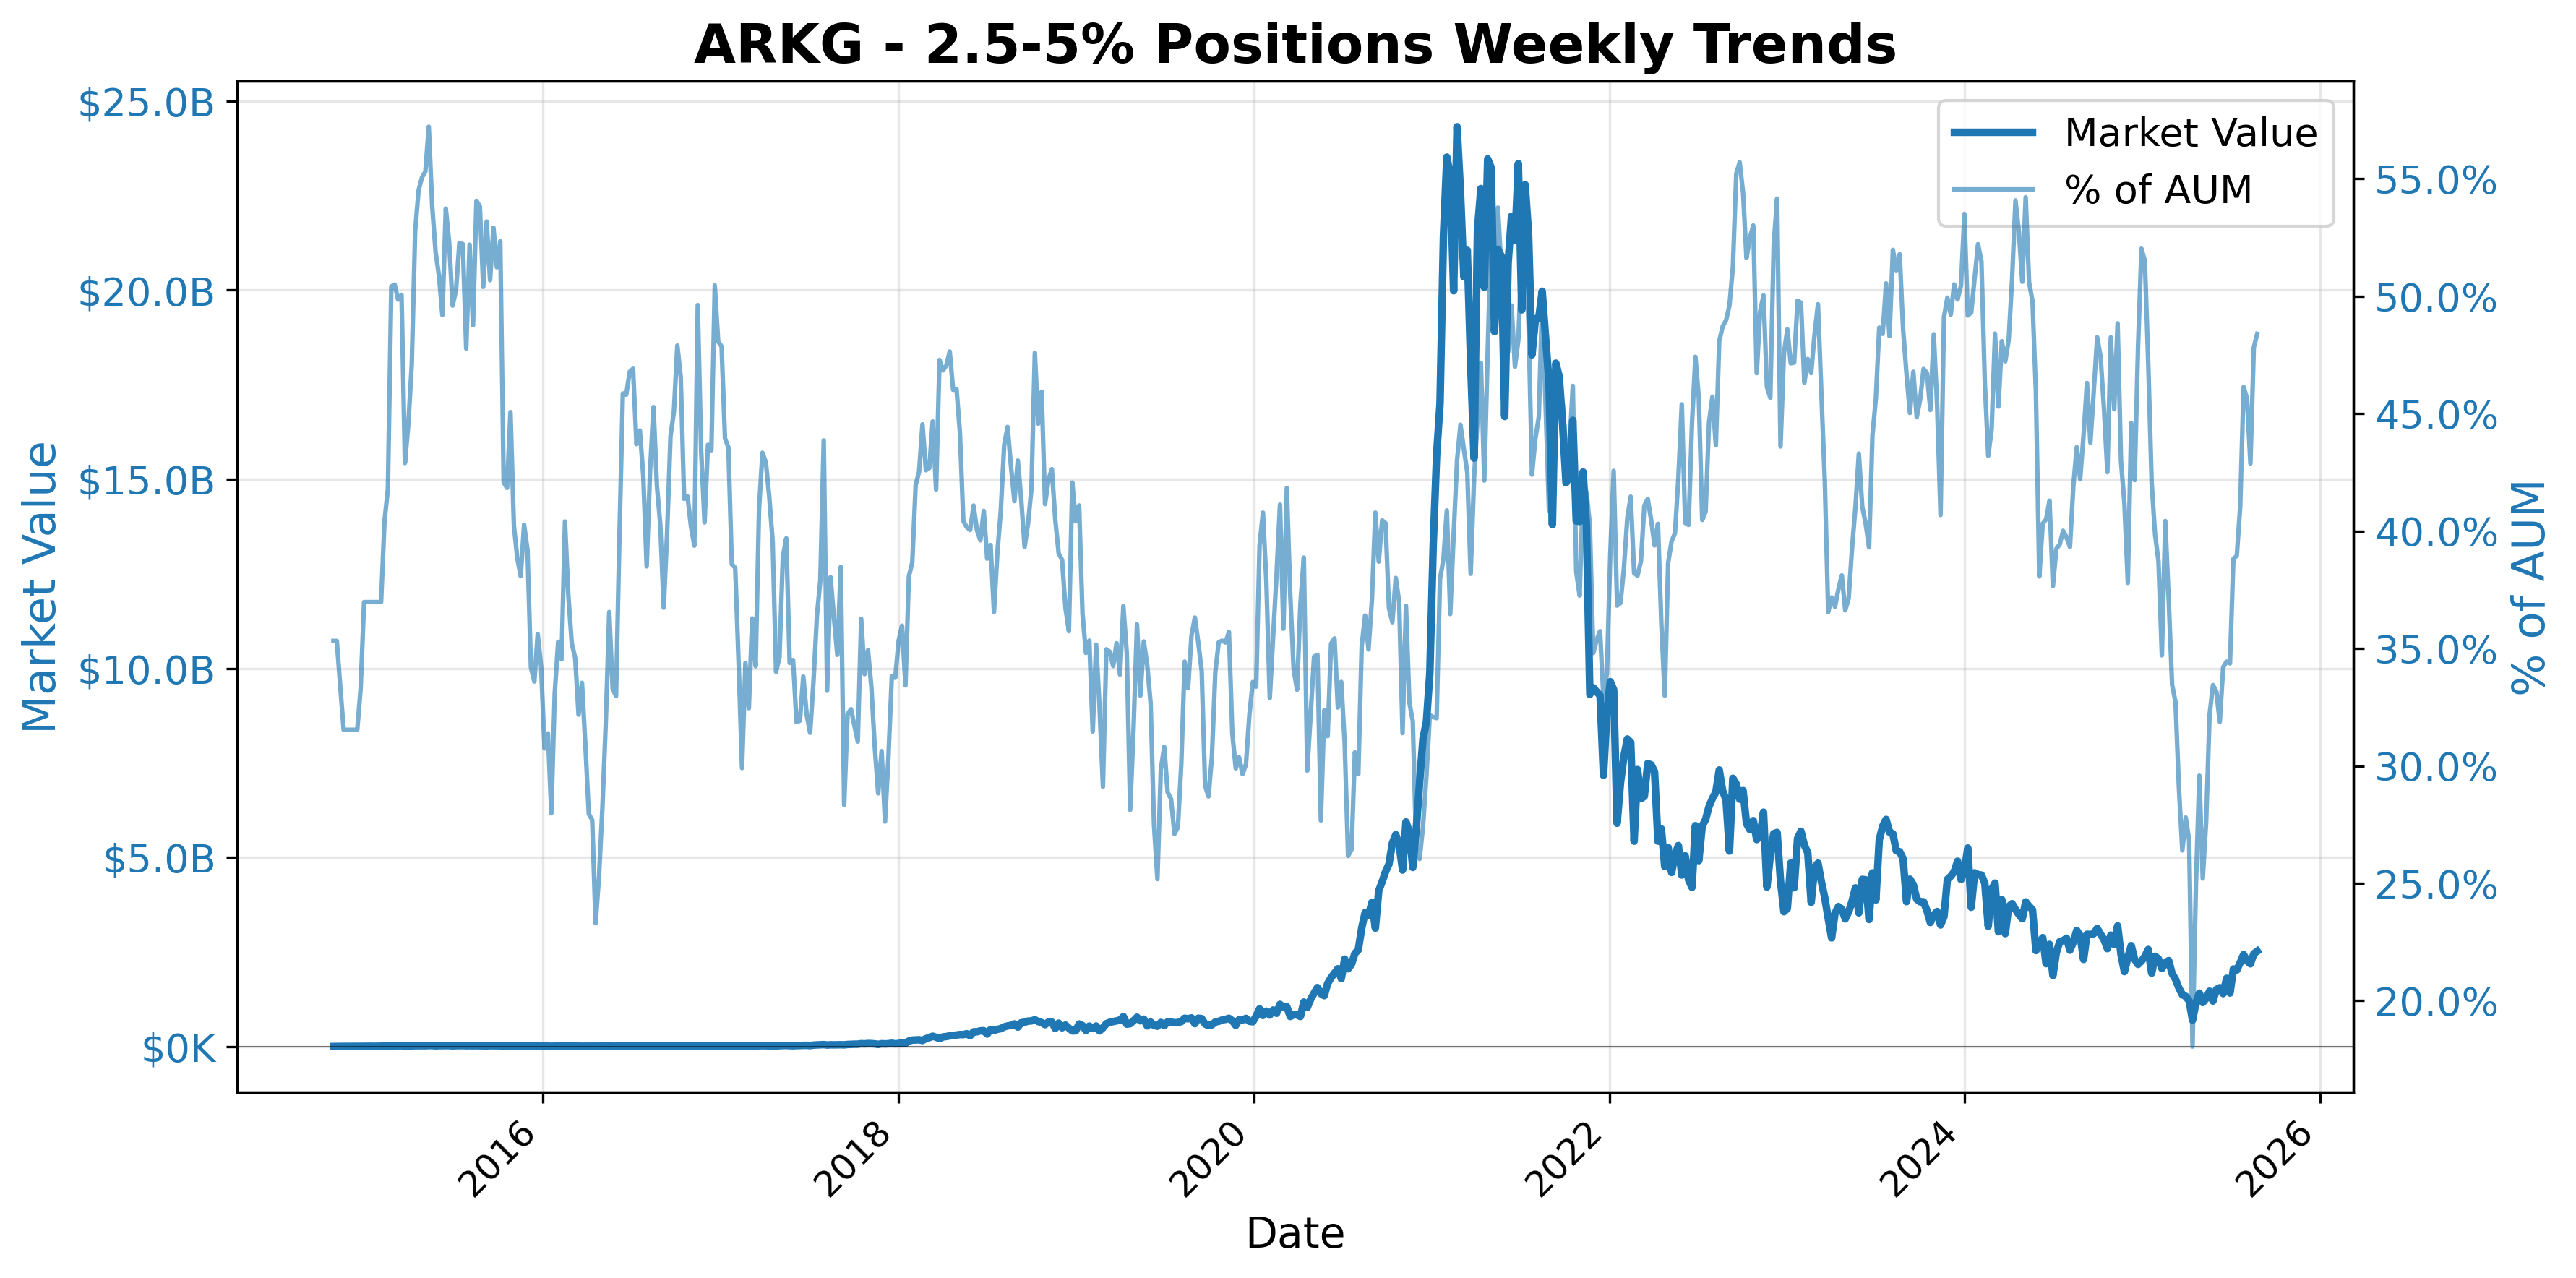 ARKG - 2.5-5% Positions Weekly Trends
Market Value
$25.0B
$20.0B
$15.0B
$10.0B
$5.0B
$0K
Market Value
% of AUM
55.0%
50.0%
45.0%
40.0%
35.0%
30.0%
25.0%
20.0%
% of AUM
2016
2018
2020
2022
2024
2026
Date